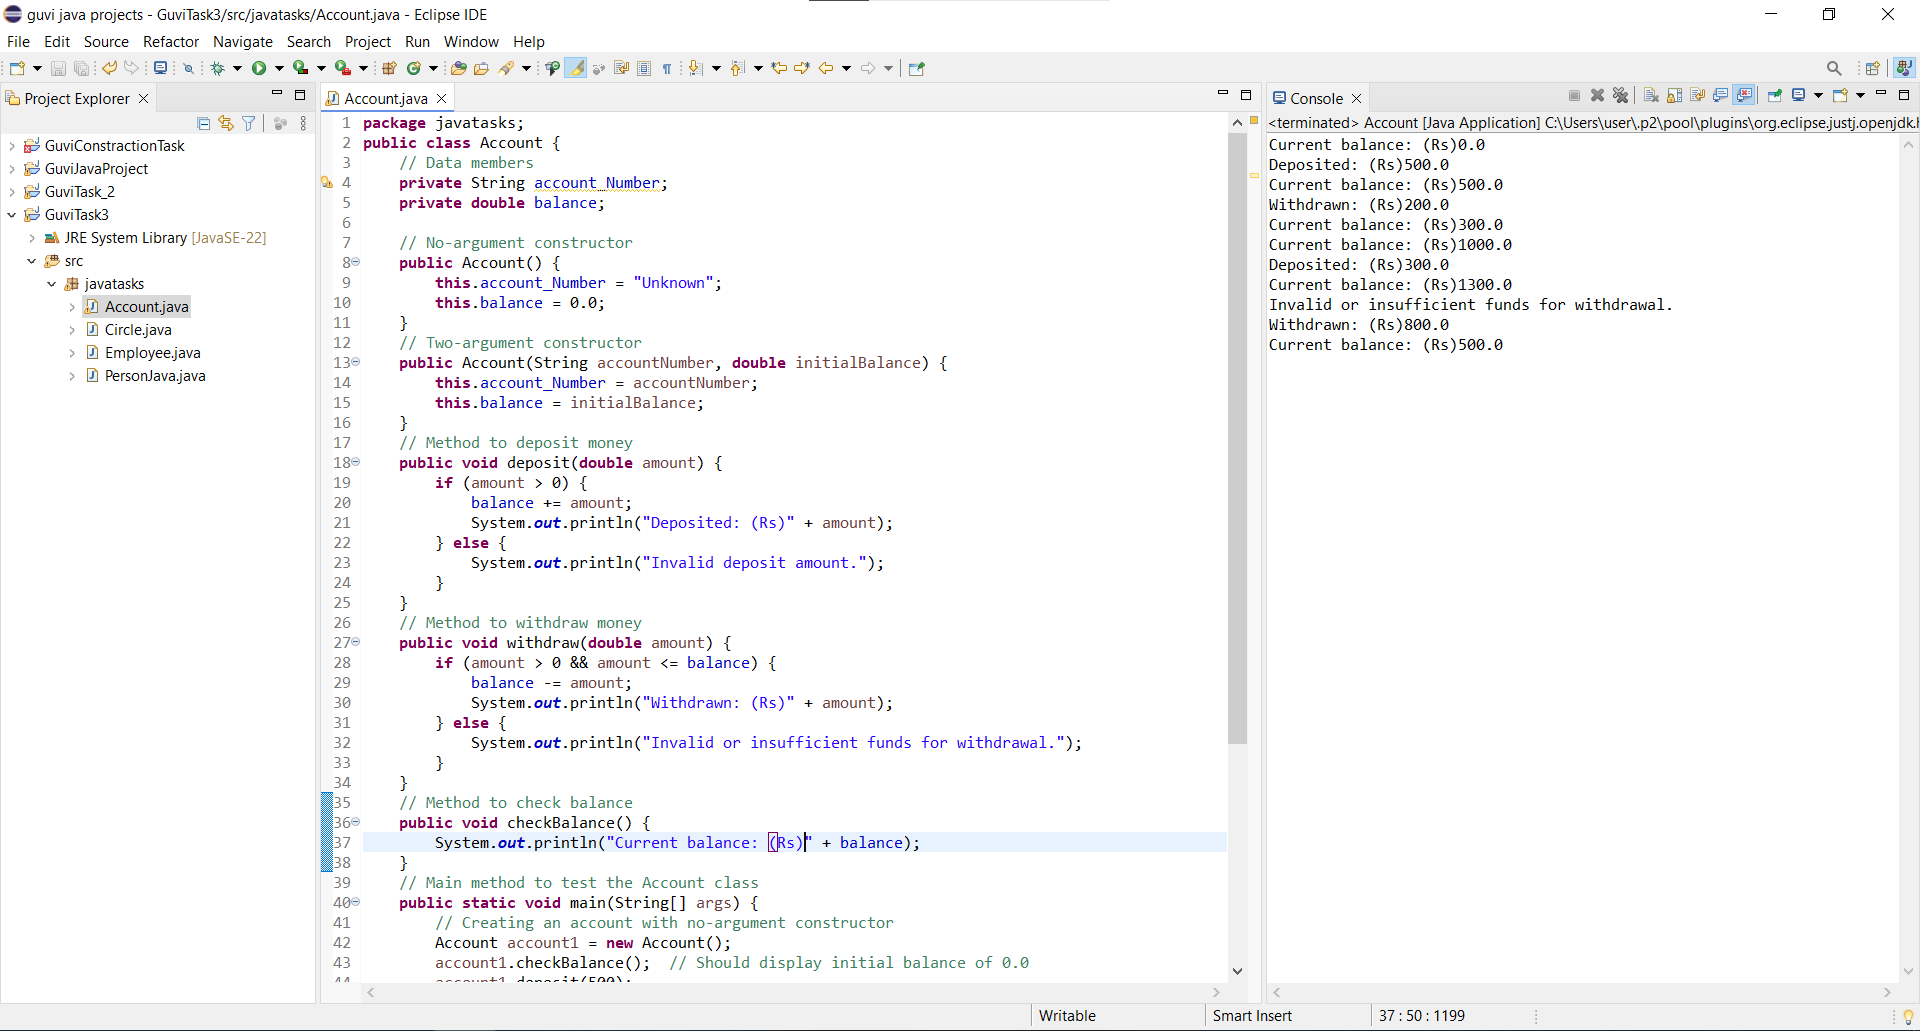 guvi java projects - GuviTask3/src/javatasks/Account.java - Eclipse IDE
File Edit Source Refactor Navigate Search Project Run Window Help
Project Explorer
GuviConstractionTask
GuviJavaProject
GuviTask_2
GuviTask3
JRE System Library [JavaSE-22]
src
javatasks
Account.java
Circle.java
Employee.java
PersonJava.java
Account.java
1 package javatasks;
2 public class Account {
3     // Data members
4     private String account_Number;
5     private double balance;
6
7     // No-argument constructor
8     public Account() {
9         this.account_Number = "Unknown";
10         this.balance = 0.0;
11     }
12     // Two-argument constructor
13     public Account(String accountNumber, double initialBalance) {
14         this.account_Number = accountNumber;
15         this.balance = initialBalance;
16     }
17     // Method to deposit money
18     public void deposit(double amount) {
19         if (amount > 0) {
20             balance += amount;
21             System.out.println("Deposited: (Rs)" + amount);
22         } else {
23             System.out.println("Invalid deposit amount.");
24         }
25     }
26     // Method to withdraw money
27     public void withdraw(double amount) {
28         if (amount > 0 && amount <= balance) {
29             balance -= amount;
30             System.out.println("Withdrawn: (Rs)" + amount);
31         } else {
32             System.out.println("Invalid or insufficient funds for withdrawal.");
33         }
34     }
35     // Method to check balance
36     public void checkBalance() {
37         System.out.println("Current balance: (Rs)" + balance);
38     }
39     // Main method to test the Account class
40     public static void main(String[] args) {
41         // Creating an account with no-argument constructor
42         Account account1 = new Account();
43         account1.checkBalance();  // Should display initial balance of 0.0
44         account1.deposit(500);
Console
<terminated> Account [Java Application] C:\Users\user\.p2\pool\plugins\org.eclipse.justj.openjdk.
Current balance: (Rs)0.0
Deposited: (Rs)500.0
Current balance: (Rs)500.0
Withdrawn: (Rs)200.0
Current balance: (Rs)300.0
Current balance: (Rs)1000.0
Deposited: (Rs)300.0
Current balance: (Rs)1300.0
Invalid or insufficient funds for withdrawal.
Withdrawn: (Rs)800.0
Current balance: (Rs)500.0
Writable
Smart Insert
37 : 50 : 1199